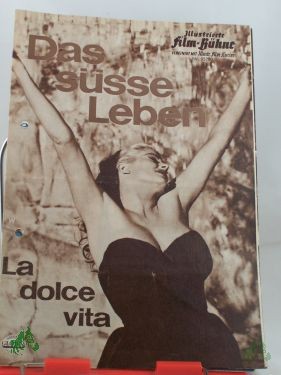 Illustrierte
Film-Bühne
Das
süsse
Leben
La
dolce
vita